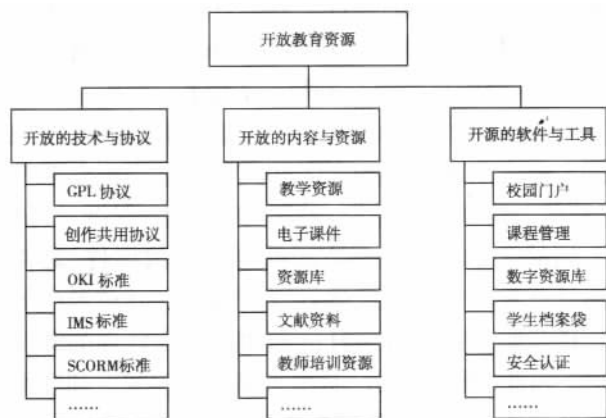 开放教育资源
开放的技术与协议
GPL 协议
创作共用协议
OKI 标准
IMS 标准
SCORM标准
……
开放的内容与资源
教学资源
电子课件
资源库
文献资料
教师培训资源
……
开源的软件与工具
校园门户
课程管理
数字资源库
学生档案袋
安全认证
……